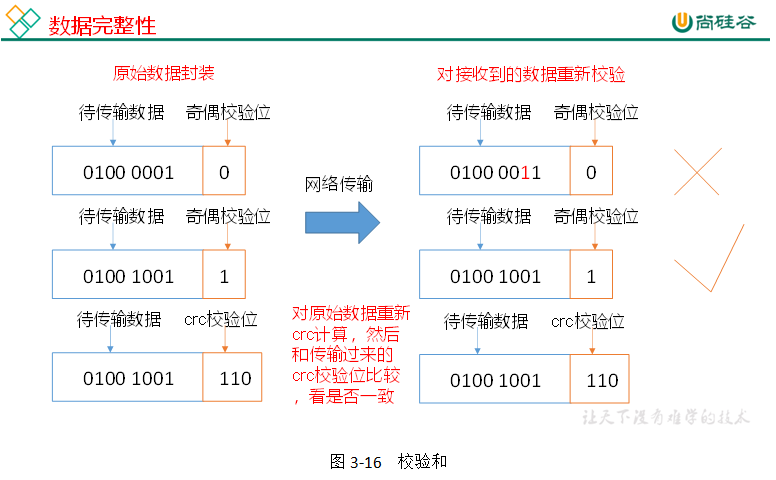 数据完整性
尚硅谷
原始数据封装
对接收到的数据重新校验
待传输数据 奇偶校验位
0100 0001 0
待传输数据 奇偶校验位
0100 0011 0
网络传输
待传输数据 奇偶校验位
0100 1001 1
待传输数据 奇偶校验位
0100 1001 1
待传输数据 crc校验位
0100 1001 110
对原始数据重新
crc计算，然后
和传输过来的
crc校验位比较
，看是否一致
待传输数据 crc校验位
0100 1001 110
让天下没有难学的技术
图 3-16 校验和